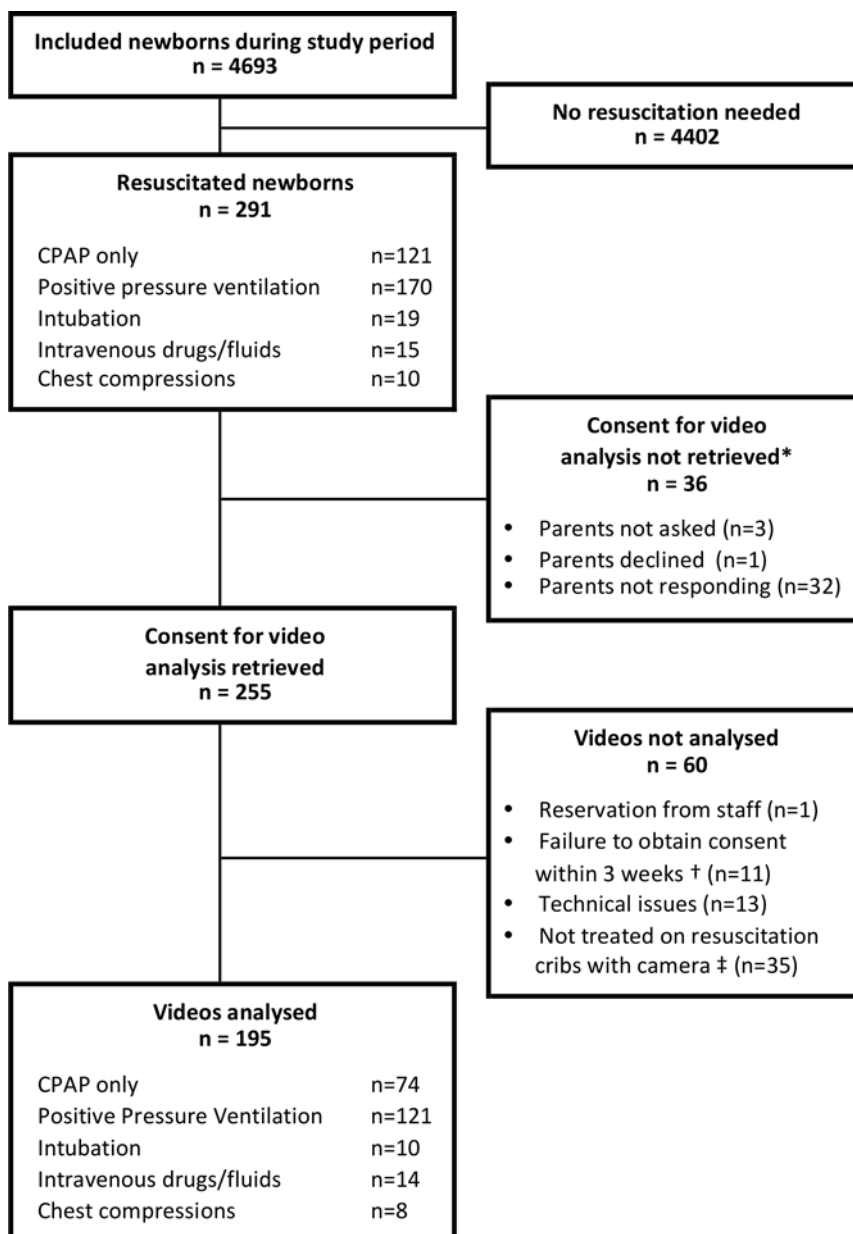 Included newborns during study period
n = 4693
No resuscitation needed
n = 4402
Resuscitated newborns
n = 291
CPAP only n=121
Positive pressure ventilation n=170
Intubation n=19
Intravenous drugs/fluids n=15
Chest compressions n=10
Consent for video
analysis not retrieved*
n = 36
• Parents not asked (n=3)
• Parents declined (n=1)
• Parents not responding (n=32)
Consent for video
analysis retrieved
n = 255
Videos not analysed
n = 60
• Reservation from staff (n=1)
• Failure to obtain consent
within 3 weeks † (n=11)
• Technical issues (n=13)
• Not treated on resuscitation
cribs with camera ‡ (n=35)
Videos analysed
n = 195
CPAP only n=74
Positive Pressure Ventilation n=121
Intubation n=10
Intravenous drugs/fluids n=14
Chest compressions n=8